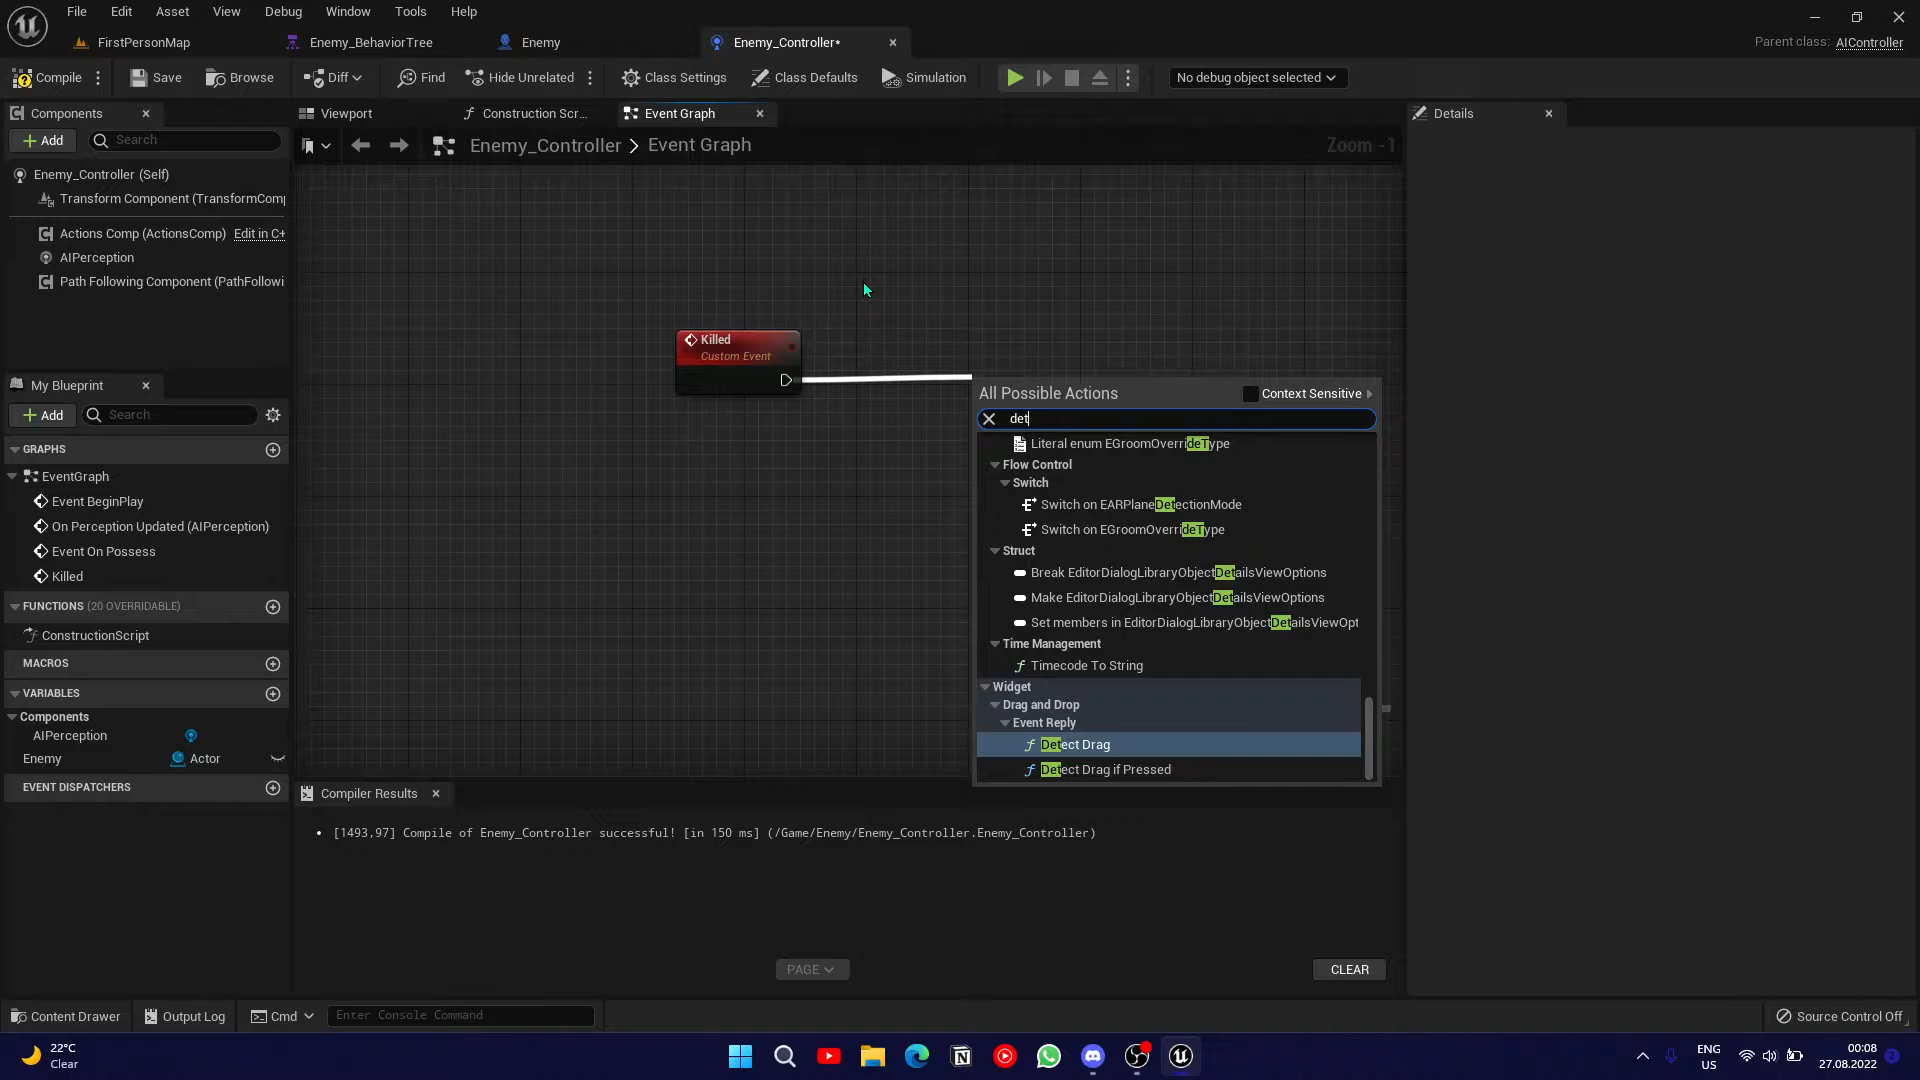 File Edit Asset View Debug Window Tools Help
FirstPersonMap Enemy_BehaviorTree Enemy Enemy_Controller*
Parent class: AIController
Compile Save Browse Diff Find Hide Unrelated Class Settings Class Defaults Simulation No debug object selected
Components
Add Search
Enemy_Controller (Self)
Transform Component (TransformComp
Actions Comp (ActionsComp) Edit in C+
AIPerception
Path Following Component (PathFollowi
My Blueprint
Add Search
GRAPHS
EventGraph
Event BeginPlay
On Perception Updated (AIPerception)
Event On Possess
Killed
FUNCTIONS (20 OVERRIDABLE)
ConstructionScript
MACROS
VARIABLES
Components
AIPerception
Enemy Actor
EVENT DISPATCHERS
Viewport Construction Scr... Event Graph
Enemy_Controller > Event Graph
Zoom -1
Killed
Custom Event
All Possible Actions Context Sensitive
det
Literal enum EGroomOverrideType
Flow Control
Switch
Switch on EARPlaneDetectionMode
Switch on EGroomOverrideType
Struct
Break EditorDialogLibraryObjectDetailsViewOptions
Make EditorDialogLibraryObjectDetailsViewOptions
Set members in EditorDialogLibraryObjectDetailsViewOpt
Time Management
Timecode To String
Widget
Drag and Drop
Event Reply
Detect Drag
Detect Drag if Pressed
Compiler Results
[1493,97] Compile of Enemy_Controller successful! [in 150 ms] (/Game/Enemy/Enemy_Controller.Enemy_Controller)
PAGE CLEAR
Details
Content Drawer Output Log Cmd Enter Console Command Source Control Off
22°C
Clear
ENG
US
00:08
27.08.2022
2